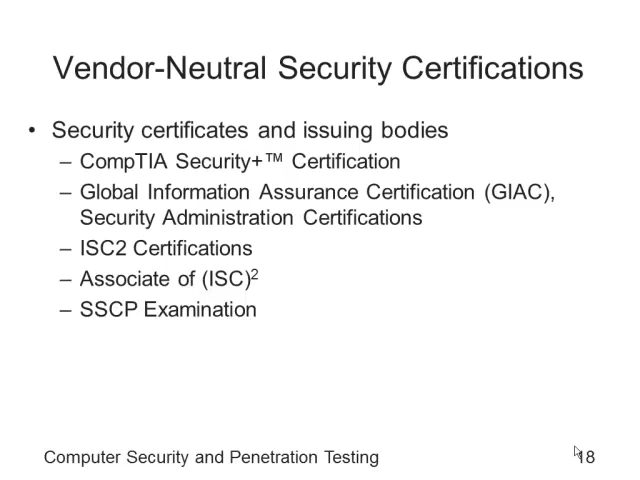 Vendor-Neutral Security Certifications
• Security certificates and issuing bodies
– CompTIA Security+™ Certification
– Global Information Assurance Certification (GIAC),
Security Administration Certifications
– ISC2 Certifications
– Associate of (ISC)²
– SSCP Examination
Computer Security and Penetration Testing
18